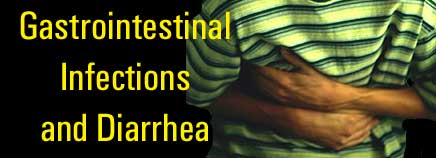 Gastrointestinal
Infections
and Diarrhea